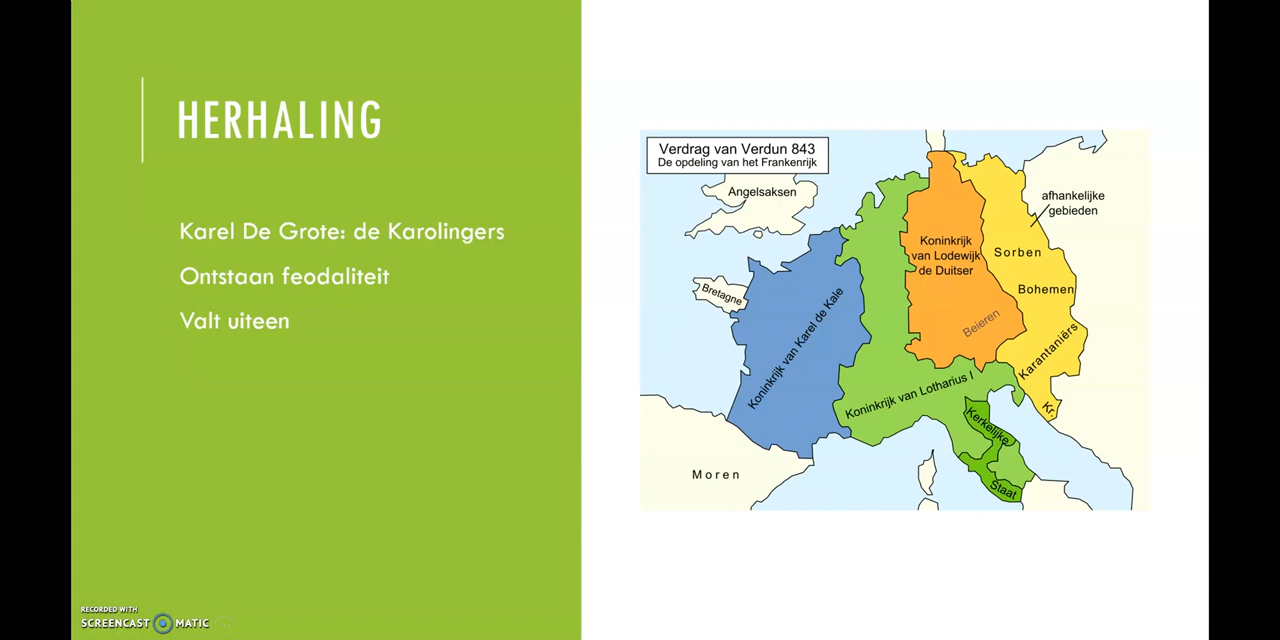 HERHALING
Karel De Grote: de Karolingers
Ontstaan feodaliteit
Valt uiteen
Verdrag van Verdun 843
De opdeling van het Frankenrijk
Angelsaksen
afhankelijke
gebieden
Koninkrijk
van Lodewijk
de Duitser
Sorben
Bohemen
Bretagne
Koninkrijk van Karel de Kale
Beieren
Karantaniërs
Koninkrijk van Lotharius I
Kr.
Kerkelijke
Staat
Moren
RECORDED WITH
SCREENCAST MATIC